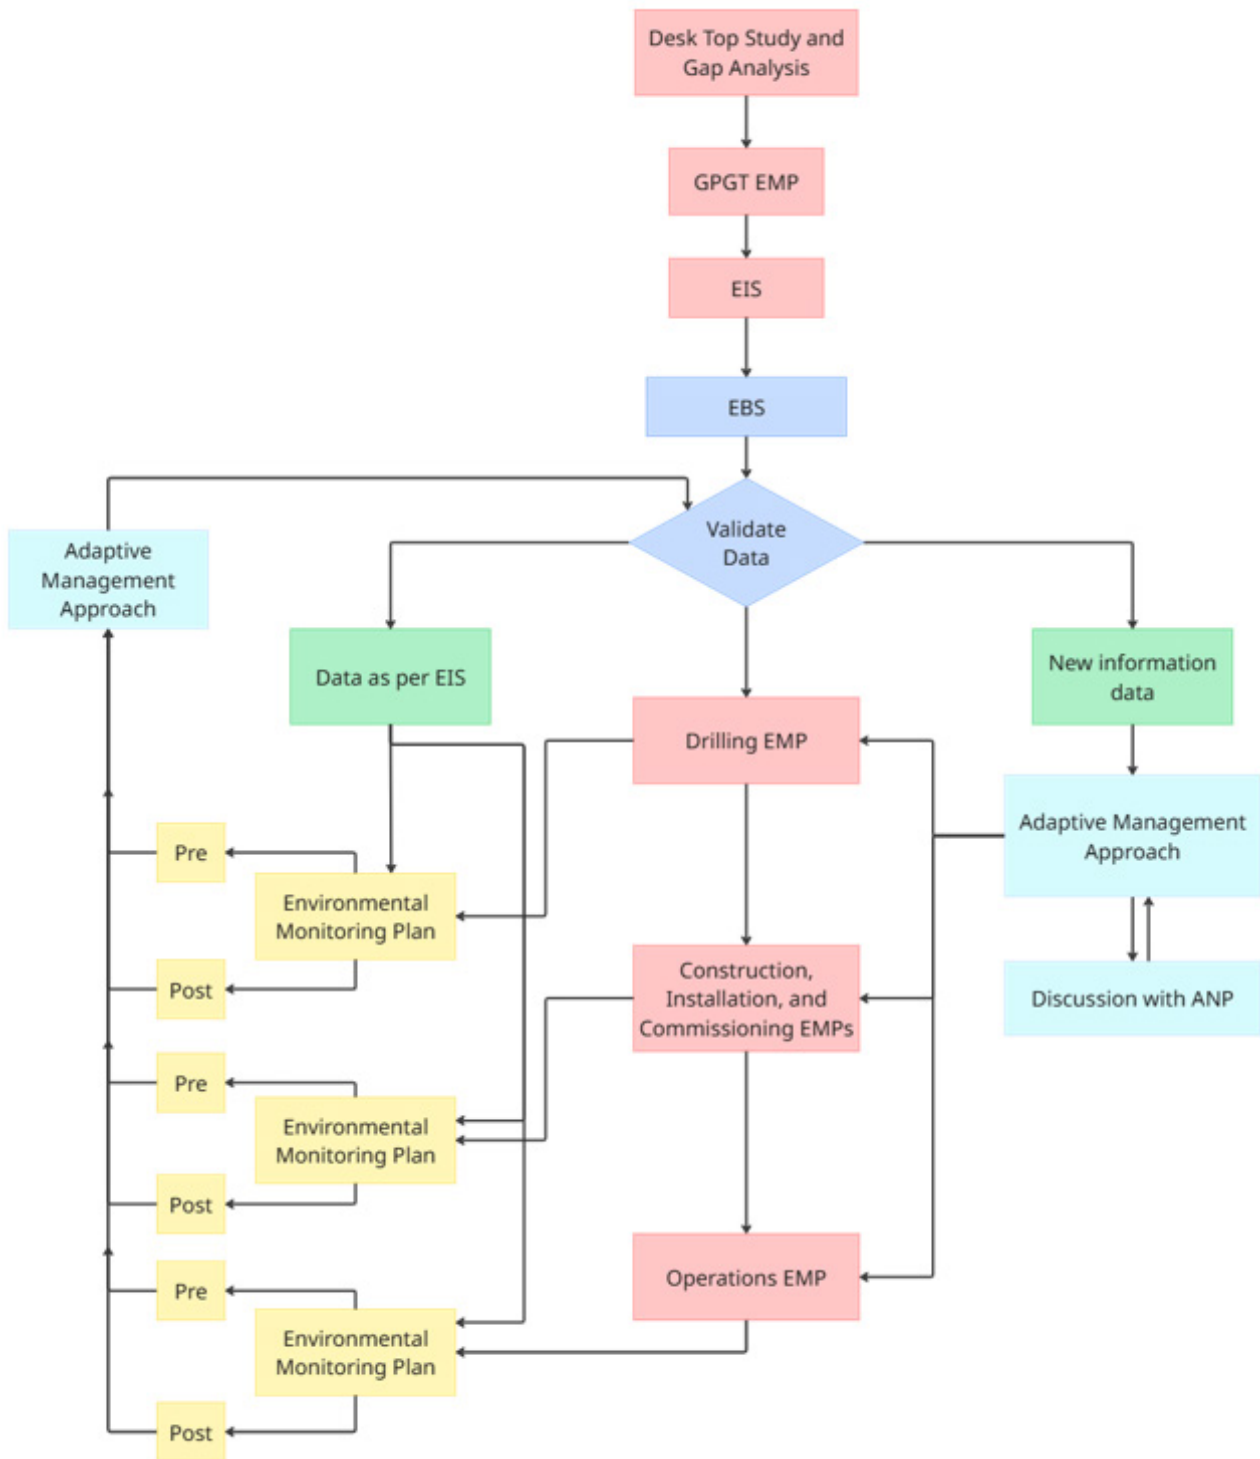 Desk Top Study and
Gap Analysis
GPGT EMP
EIS
EBS
Validate
Data
Adaptive
Management
Approach
Data as per EIS
New information
data
Drilling EMP
Adaptive Management
Approach
Pre
Environmental
Monitoring Plan
Post
Construction,
Installation, and
Commissioning EMPs
Discussion with ANP
Pre
Environmental
Monitoring Plan
Post
Operations EMP
Pre
Environmental
Monitoring Plan
Post